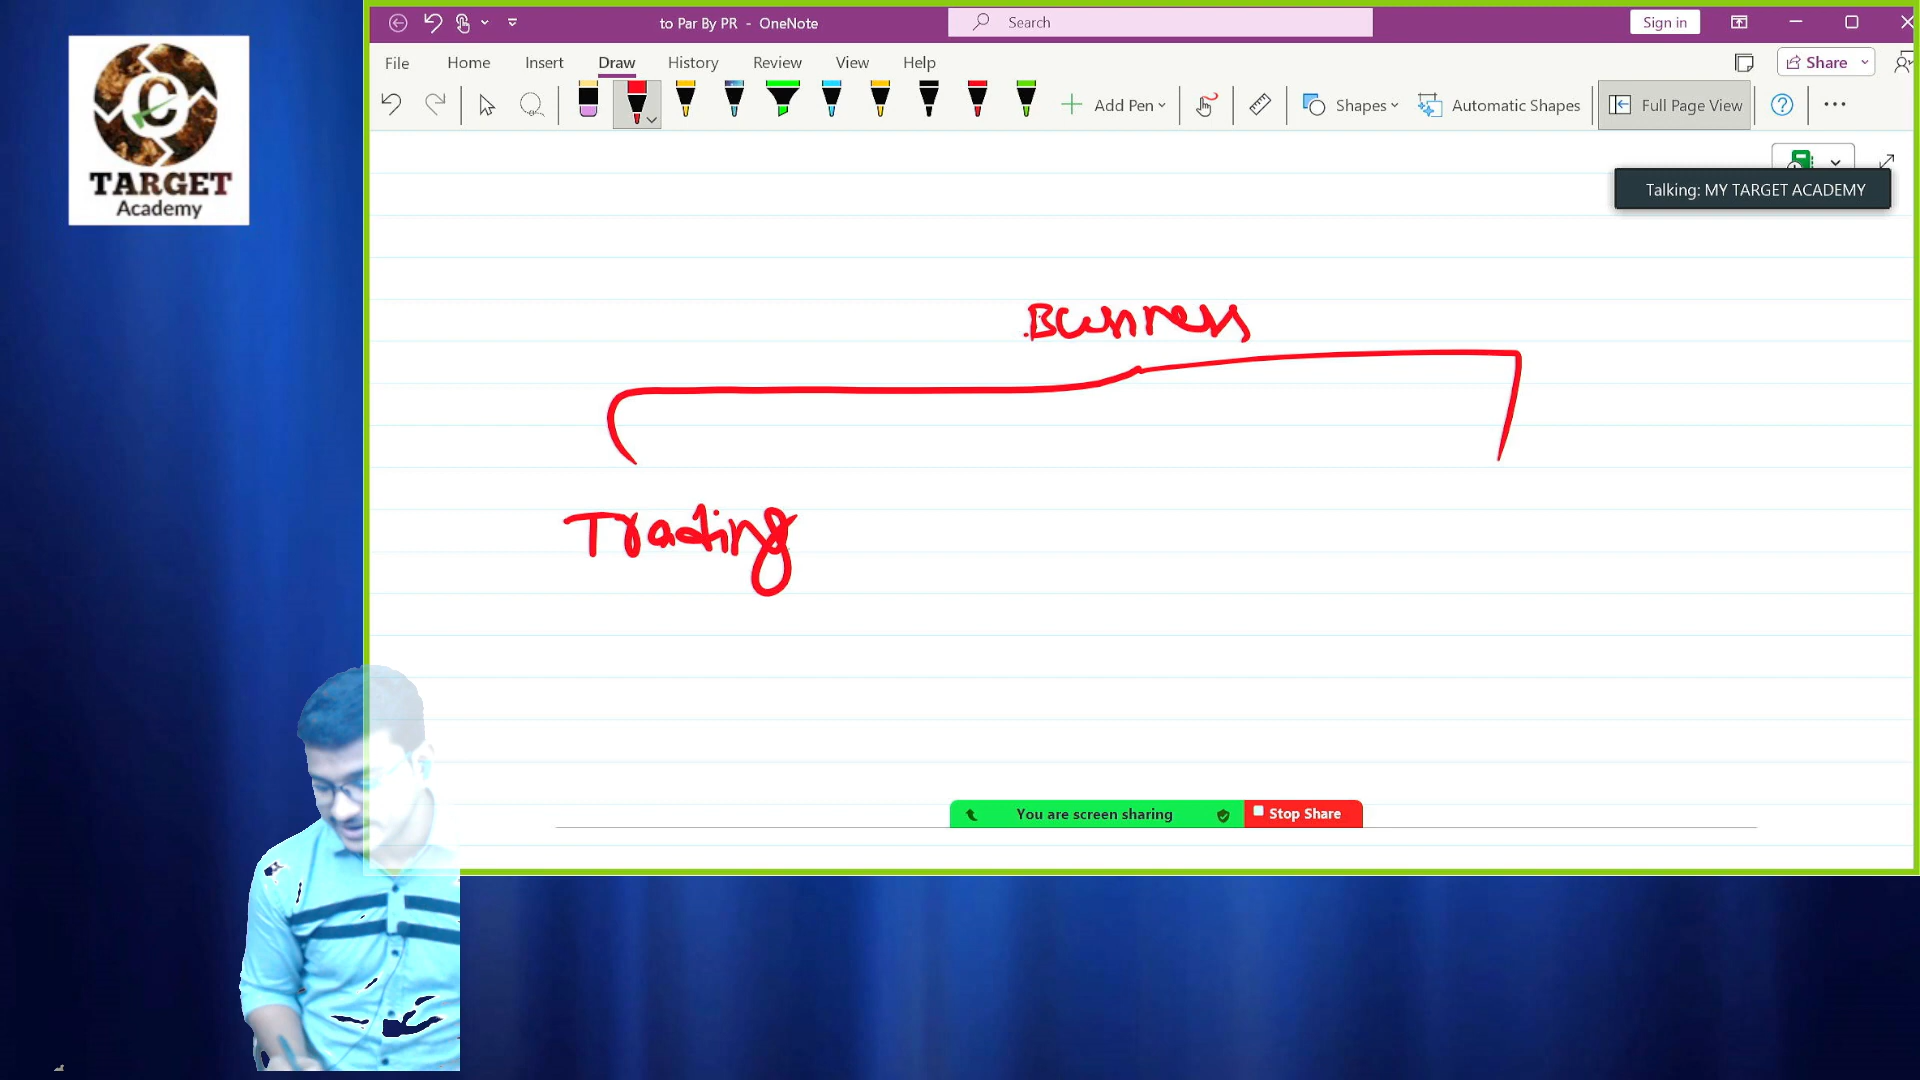 TARGET
Academy
to Par By PR - OneNote
Search
Sign in
File Home Insert Draw History Review View Help
Share
Add Pen Shapes Automatic Shapes Full Page View
Talking: MY TARGET ACADEMY
Business
Trading
You are screen sharing
Stop Share